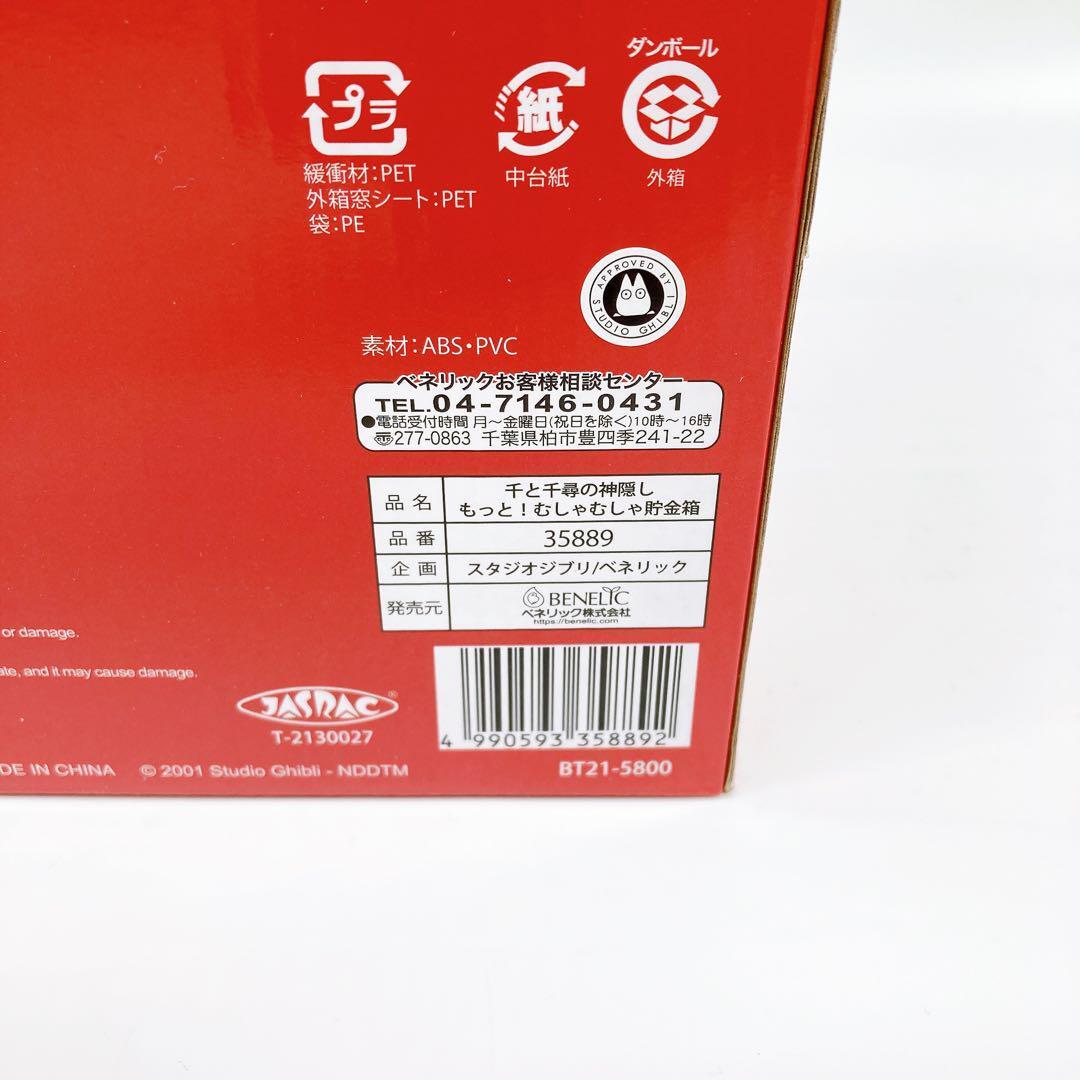 ダンボール
プラ
紙
緩衝材:PET
外箱窓シート:PET
袋:PE
中台紙
外箱
APPROVED BY
STUDIO GHIBLI
素材:ABS・PVC
ベネリックお客様相談センター
TEL.04-7146-0431
●電話受付時間 月～金曜日(祝日を除く)10時～16時
〠277-0863 千葉県柏市豊四季241-22
品名 千と千尋の神隠し
もっと!むしゃむしゃ貯金箱
品番 35889
企画 スタジオジブリ/ベネリック
発売元 BENELIC
ベネリック株式会社
https://benelic.com
or damage.
and it may cause damage.
JASRAC®
T-2130027
4 990593 358892
IN CHINA © 2001 Studio Ghibli - NDDTM
BT21-5800